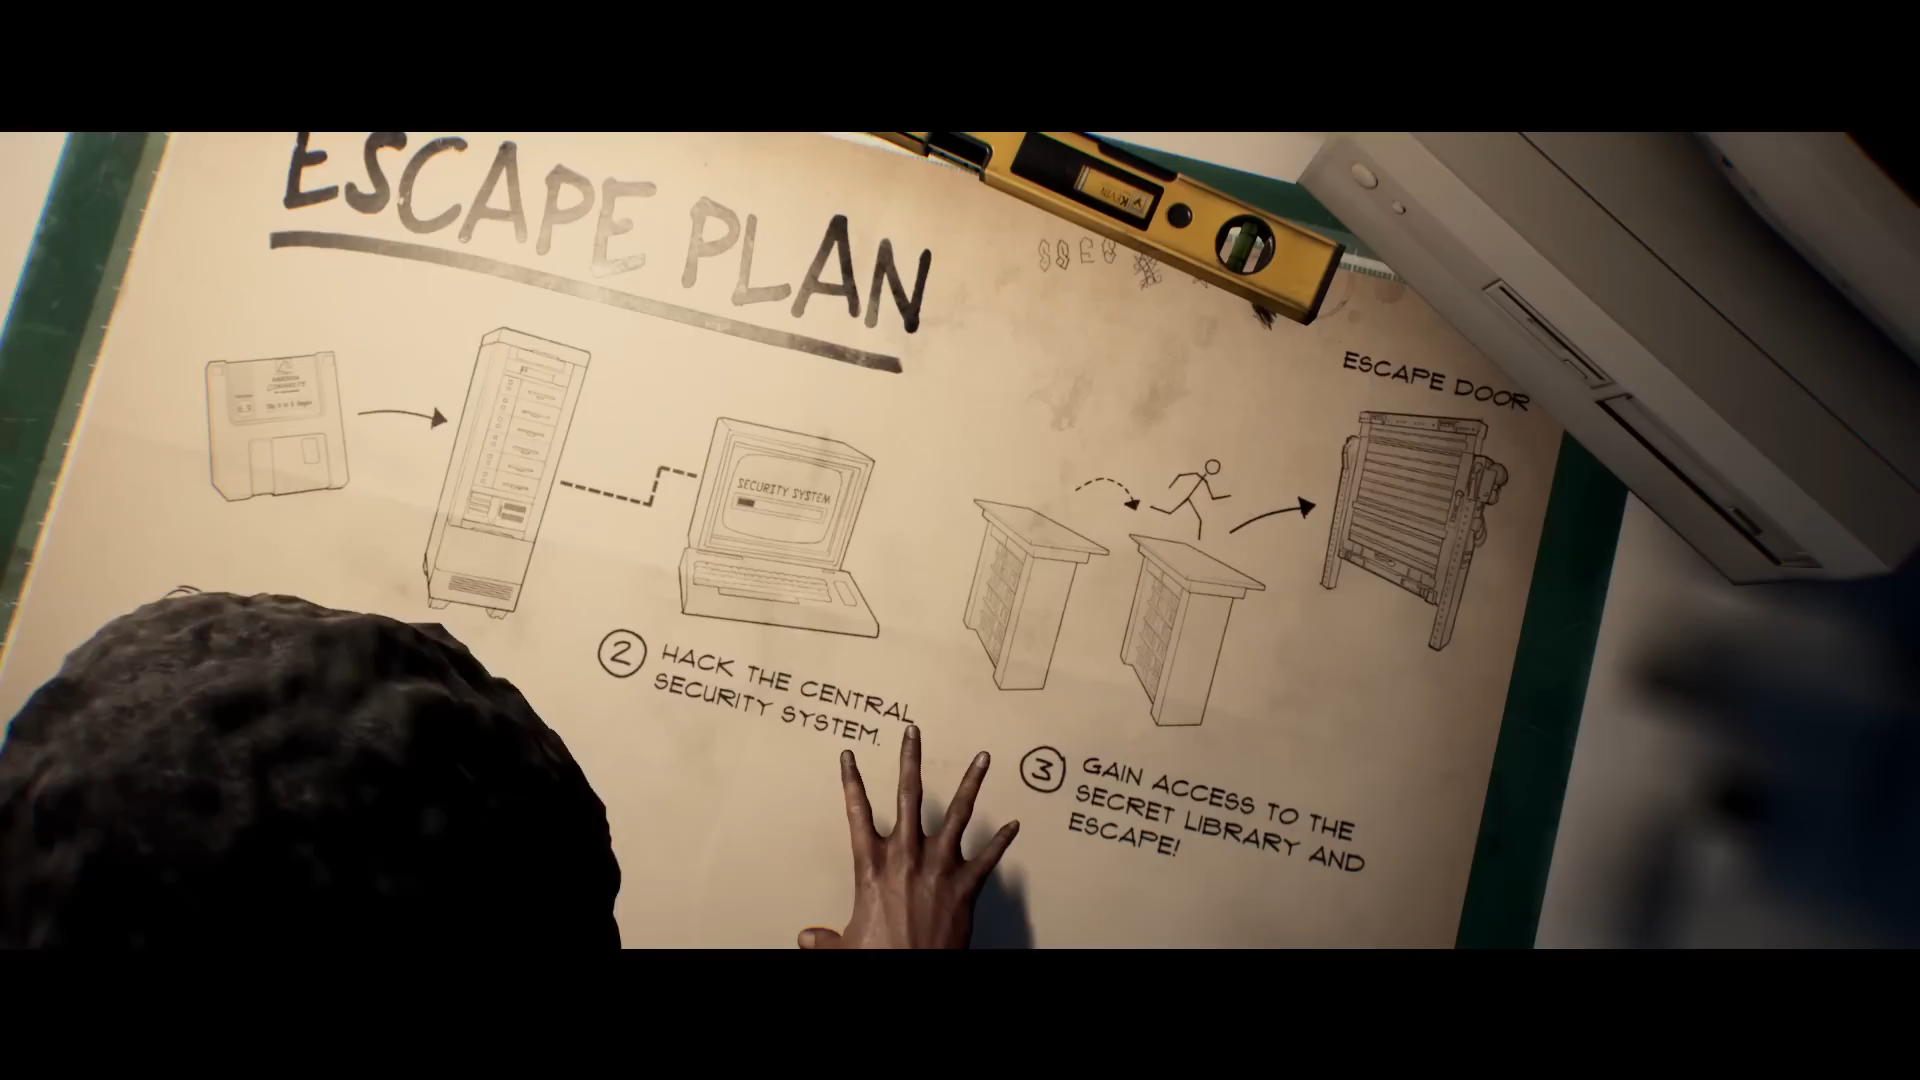 ESCAPE PLAN
ESCAPE DOOR
SECURITY SYSTEM
2
HACK THE CENTRAL
SECURITY SYSTEM.
3
GAIN ACCESS TO THE
SECRET LIBRARY AND
ESCAPE!
KEVIN